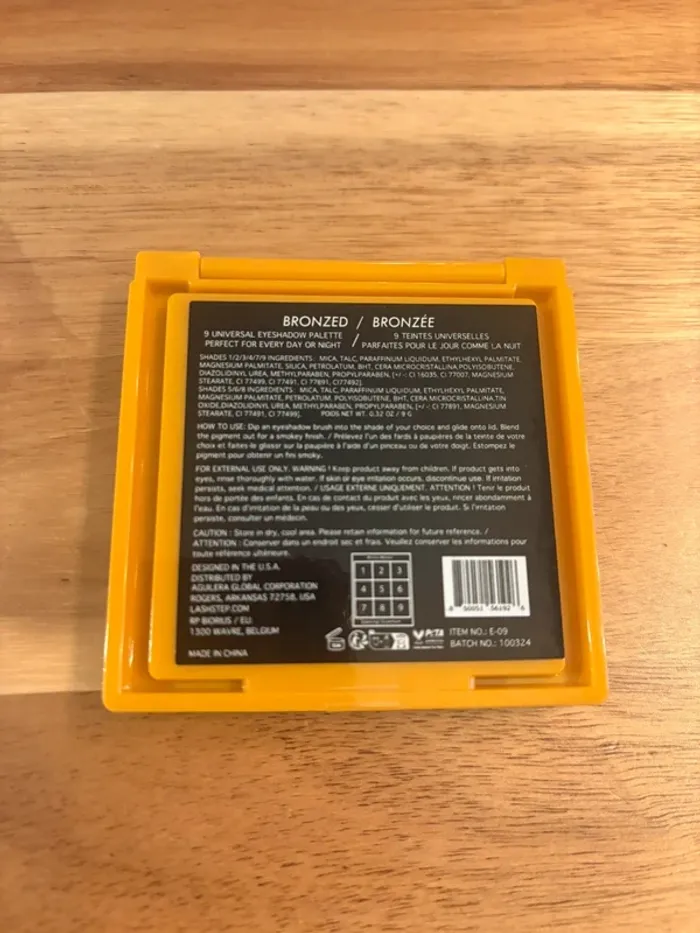 BRONZED / BRONZÉE
9 UNIVERSAL EYESHADOW PALETTE / 9 TEINTES UNIVERSELLES
PERFECT FOR EVERY DAY OR NIGHT / PARFAITES POUR LE JOUR COMME LA NUIT
SHADES 1/2/3/4/7/9 INGREDIENTS: MICA, TALC, PARAFFINUM LIQUIDUM, ETHYLHEXYL PALMITATE,
MAGNESIUM PALMITATE, SILICA, PETROLATUM, BHT, CERA MICROCRISTALLINA,POLYISOBUTENE,
DIAZOLIDINYL UREA, METHYLPARABEN, PROPYLPARABEN, [+/-: CI 16035, CI 77007, MAGNESIUM
STEARATE, CI 77499, CI 77491, CI 77891, CI77492].
SHADES 5/6/8 INGREDIENTS: MICA, TALC, PARAFFINUM LIQUIDUM, ETHYLHEXYL PALMITATE,
MAGNESIUM PALMITATE, PETROLATUM, POLYISOBUTENE, BHT, CERA MICROCRISTALLINA,TIN
OXIDE,DIAZOLIDINYL UREA, METHYLPARABEN, PROPYLPARABEN, [+/-: CI 77891, MAGNESIUM
STEARATE, CI 77491, CI 77499]. POIDS NET WT. 0.32 OZ / 9 G
HOW TO USE: Dip an eyeshadow brush into the shade of your choice and glide onto lid. Blend
the pigment out for a smokey finish. / Prélevez l'un des fards à paupières de la teinte de votre
choix et faites-le glisser sur la paupière à l'aide d'un pinceau ou de votre doigt. Estompez le
pigment pour obtenir un fini smoky.
FOR EXTERNAL USE ONLY. WARNING ! Keep product away from children. If product gets into
eyes, rinse thoroughly with water. If skin or eye irritation occurs, discontinue use. If irritation
persists, seek medical attention. / USAGE EXTERNE UNIQUEMENT. ATTENTION ! Tenir le produit
hors de portée des enfants. En cas de contact du produit avec les yeux, rincer abondamment à
l'eau. En cas d'irritation de la peau ou des yeux, cesser d'utiliser le produit. Si l'irritation
persiste, consulter un médecin.
CAUTION : Store in dry, cool area. Please retain information for future reference. /
ATTENTION : Conserver dans un endroit sec et frais. Veuillez conserver les informations pour
toute référence ultérieure.
DESIGNED IN THE U.S.A.
DISTRIBUTED BY
AGUILERA GLOBAL CORPORATION
ROGERS, ARKANSAS 72758, USA
LASHSTEP.COM
RP BIORIUS / EU
1300 WAVRE, BELGIUM
MADE IN CHINA
1 2 3
4 5 6
7 8 9
PETA
8 50051 56692 6
ITEM NO.: E-09
BATCH NO.: 100324